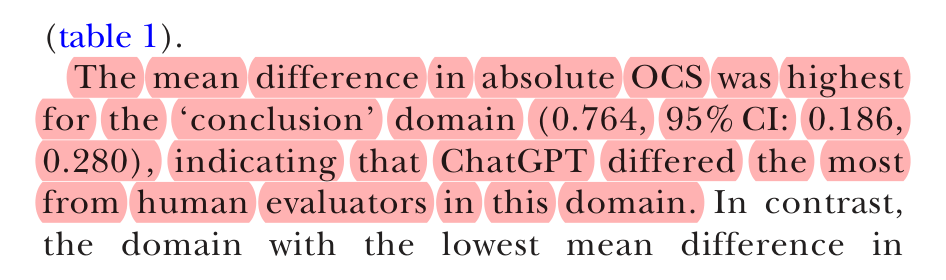 (table 1).
The mean difference in absolute OCS was highest
for the ‘conclusion’ domain (0.764, 95% CI: 0.186,
0.280), indicating that ChatGPT differed the most
from human evaluators in this domain. In contrast,
the domain with the lowest mean difference in